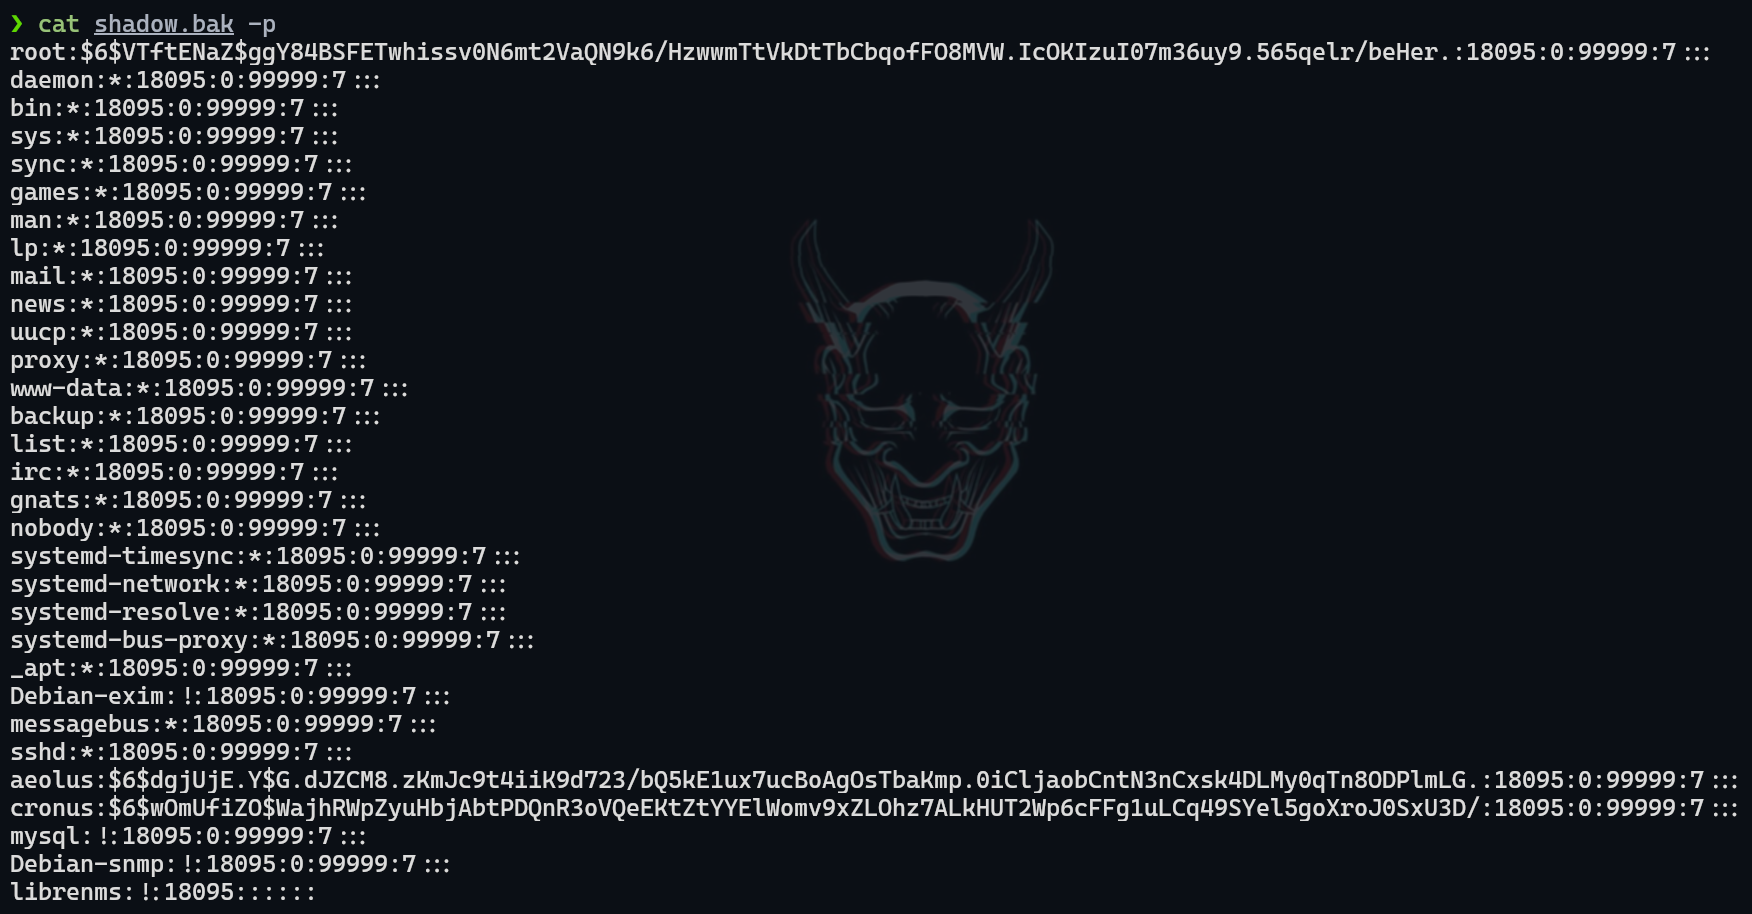 ❯ cat shadow.bak -p
root:$6$VTftENaZ$ggY84BSFETwhissv0N6mt2VaQN9k6/HzwwmTtVkDtTbCbqofFO8MVW.IcOKIzuI07m36uy9.565qelr/beHer.:18095:0:99999:7:::
daemon:*:18095:0:99999:7:::
bin:*:18095:0:99999:7:::
sys:*:18095:0:99999:7:::
sync:*:18095:0:99999:7:::
games:*:18095:0:99999:7:::
man:*:18095:0:99999:7:::
lp:*:18095:0:99999:7:::
mail:*:18095:0:99999:7:::
news:*:18095:0:99999:7:::
uucp:*:18095:0:99999:7:::
proxy:*:18095:0:99999:7:::
www-data:*:18095:0:99999:7:::
backup:*:18095:0:99999:7:::
list:*:18095:0:99999:7:::
irc:*:18095:0:99999:7:::
gnats:*:18095:0:99999:7:::
nobody:*:18095:0:99999:7:::
systemd-timesync:*:18095:0:99999:7:::
systemd-network:*:18095:0:99999:7:::
systemd-resolve:*:18095:0:99999:7:::
systemd-bus-proxy:*:18095:0:99999:7:::
_apt:*:18095:0:99999:7:::
Debian-exim:!:18095:0:99999:7:::
messagebus:*:18095:0:99999:7:::
sshd:*:18095:0:99999:7:::
aeolus:$6$dgjUjE.Y$G.dJZCM8.zKmJc9t4iiK9d723/bQ5kE1ux7ucBoAgOsTbaKmp.0iCljaobCntN3nCxsk4DLMy0qTn8ODPlmLG.:18095:0:99999:7:::
cronus:$6$wOmUfiZO$WajhRWpZyuHbjAbtPDQnR3oVQeEKtZtYYElWomv9xZLOhz7ALkHUT2Wp6cFFg1uLCq49SYel5goXroJ0SxU3D/:18095:0:99999:7:::
mysql:!:18095:0:99999:7:::
Debian-snmp:!:18095:0:99999:7:::
librenms:!:18095::::::